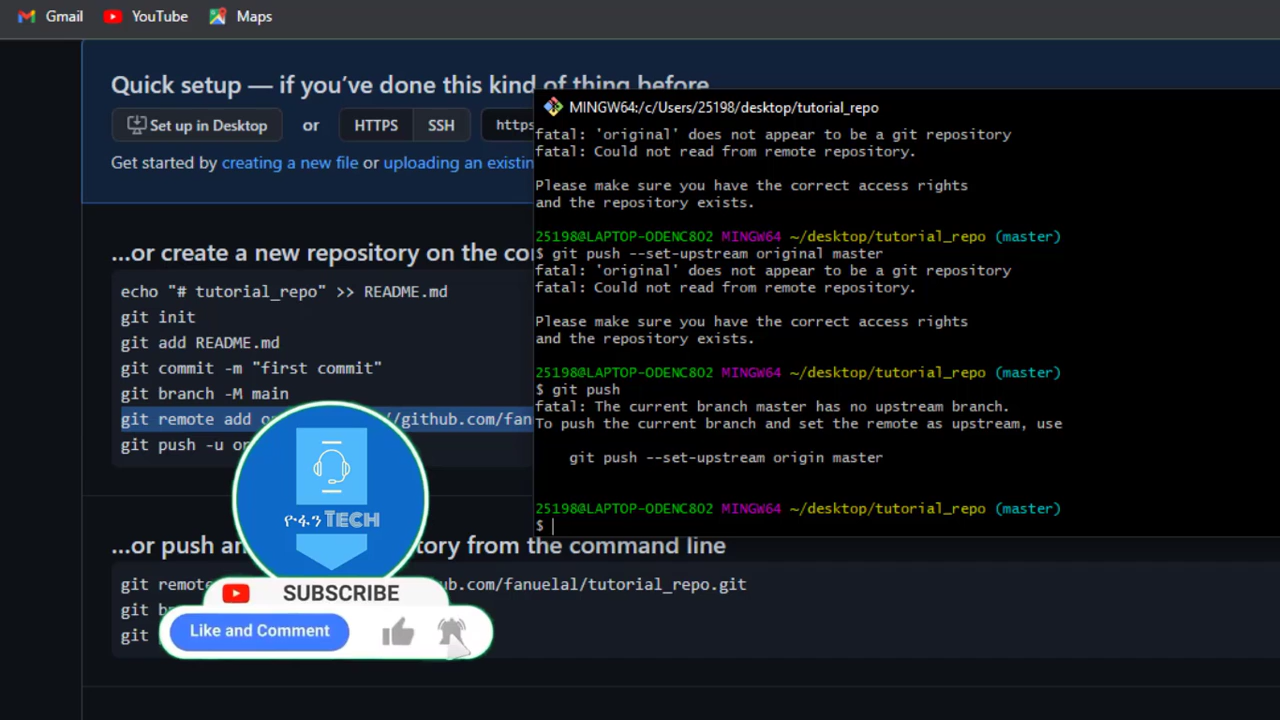 Gmail YouTube Maps
Quick setup — if you've done this kind of thing before
Set up in Desktop or HTTPS SSH https
Get started by creating a new file or uploading an existin
...or create a new repository on the co
echo "# tutorial_repo" >> README.md
git init
git add README.md
git commit -m "first commit"
git branch -M main
git remote add o //github.com/fan
git push -u or
...or push an tory from the command line
git remote ub.com/fanuelal/tutorial_repo.git
git b
git
MINGW64:/c/Users/25198/desktop/tutorial_repo
fatal: 'original' does not appear to be a git repository
fatal: Could not read from remote repository.
Please make sure you have the correct access rights
and the repository exists.
25198@LAPTOP-ODENC8O2 MINGW64 ~/desktop/tutorial_repo (master)
$ git push --set-upstream original master
fatal: 'original' does not appear to be a git repository
fatal: Could not read from remote repository.
Please make sure you have the correct access rights
and the repository exists.
25198@LAPTOP-ODENC8O2 MINGW64 ~/desktop/tutorial_repo (master)
$ git push
fatal: The current branch master has no upstream branch.
To push the current branch and set the remote as upstream, use
git push --set-upstream origin master
25198@LAPTOP-ODENC8O2 MINGW64 ~/desktop/tutorial_repo (master)
$
ዮፋን TECH
SUBSCRIBE
Like and Comment